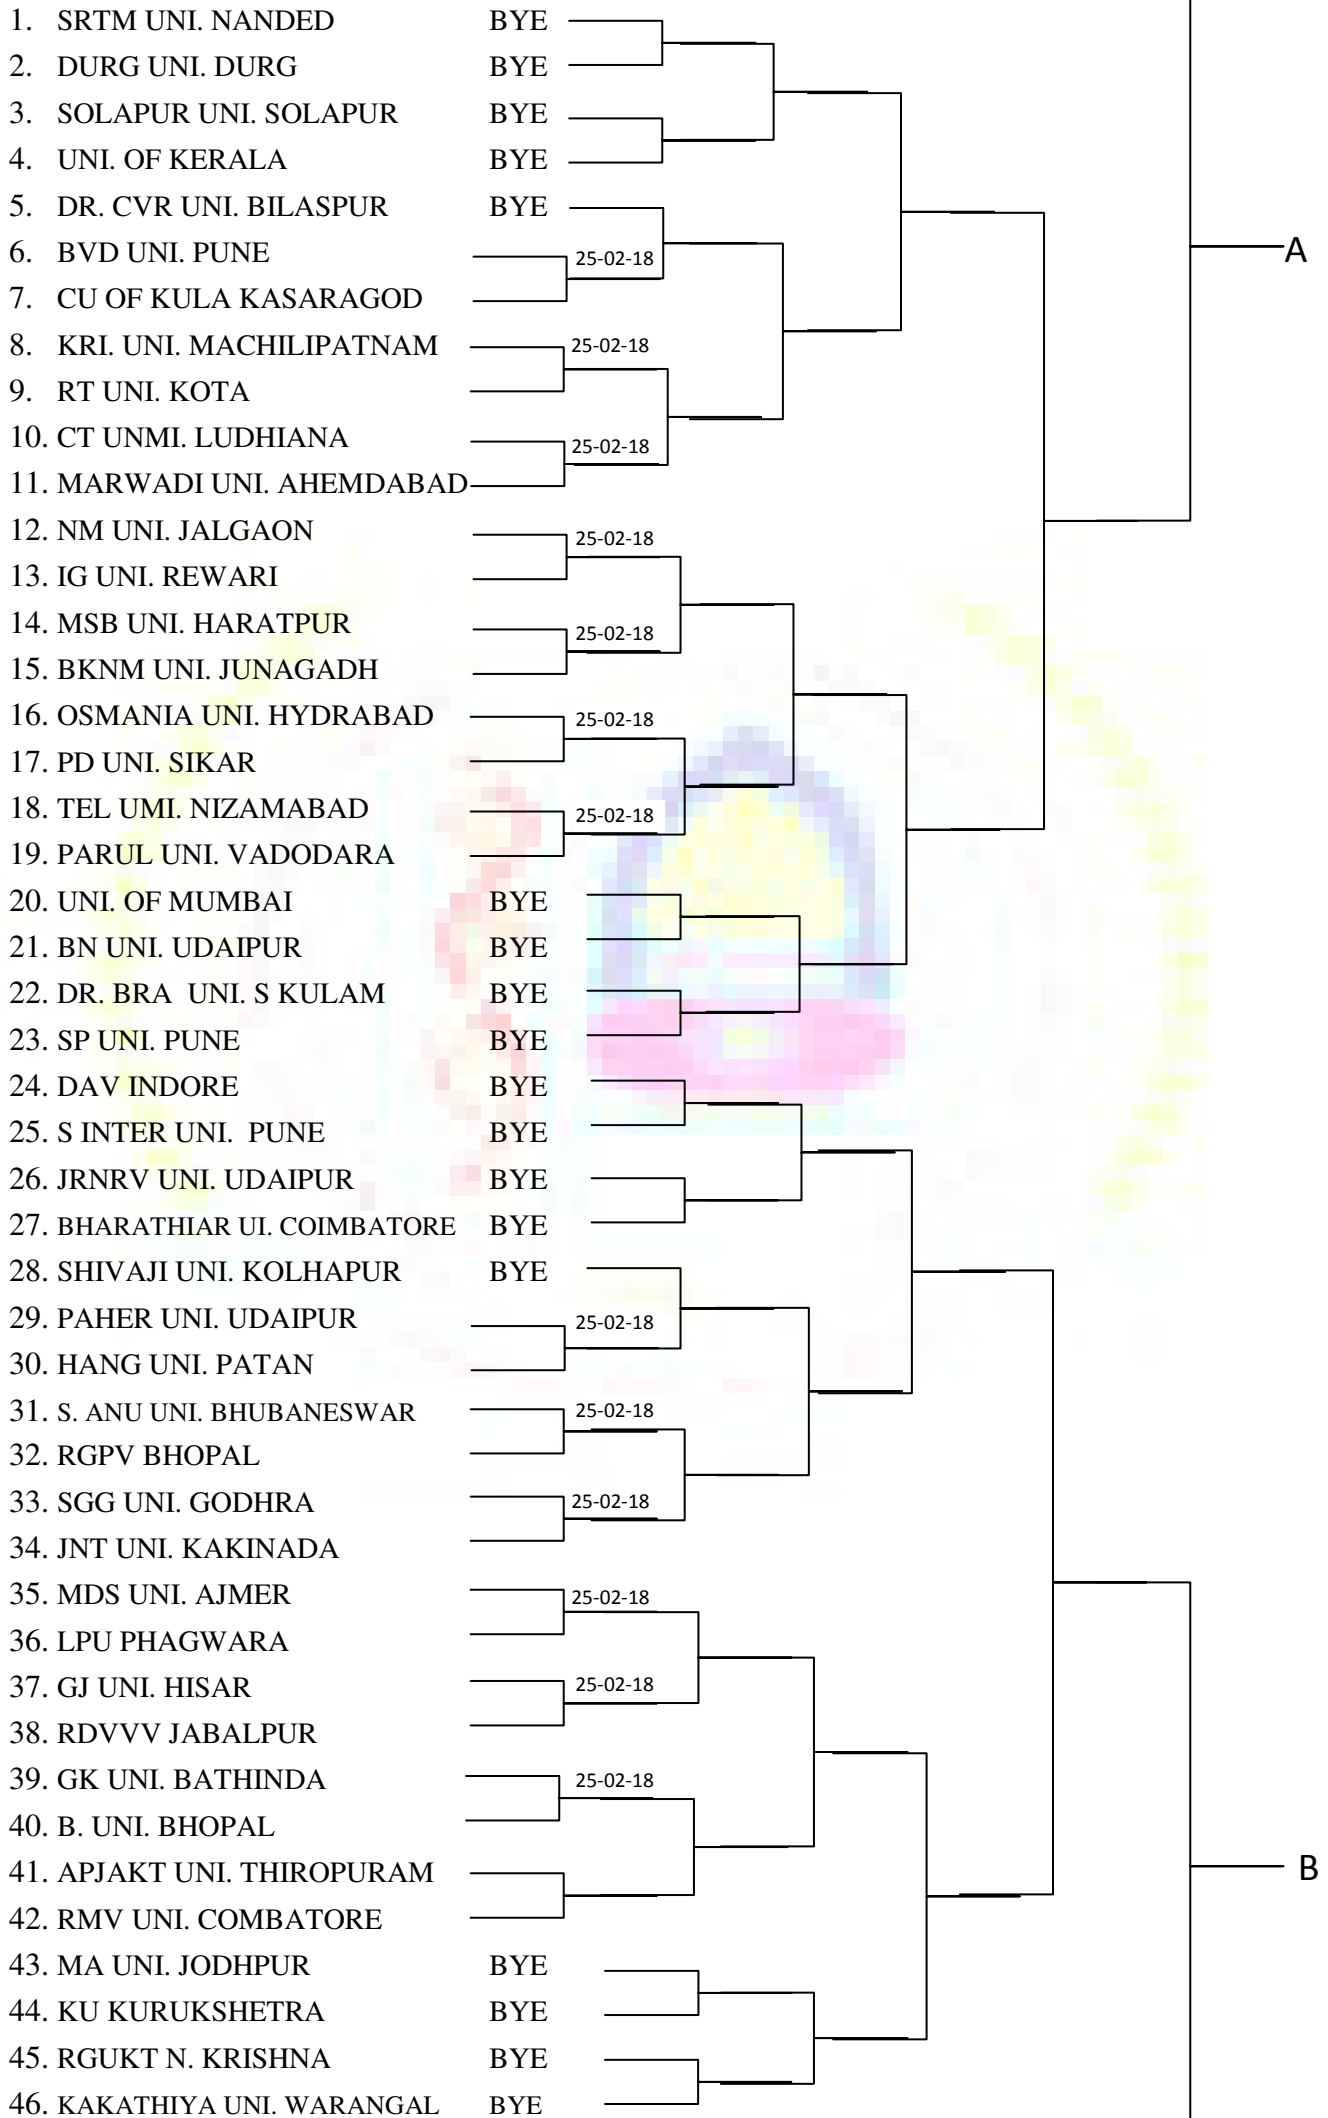 1. SRTM UNI. NANDED BYE
2. DURG UNI. DURG BYE
3. SOLAPUR UNI. SOLAPUR BYE
4. UNI. OF KERALA BYE
5. DR. CVR UNI. BILASPUR BYE
A
6. BVD UNI. PUNE 25-02-18
7. CU OF KULA KASARAGOD
8. KRI. UNI. MACHILIPATNAM 25-02-18
9. RT UNI. KOTA
10. CT UNMI. LUDHIANA 25-02-18
11. MARWADI UNI. AHEMDABAD
12. NM UNI. JALGAON 25-02-18
13. IG UNI. REWARI
14. MSB UNI. HARATPUR 25-02-18
15. BKNM UNI. JUNAGADH
16. OSMANIA UNI. HYDRABAD 25-02-18
17. PD UNI. SIKAR
18. TEL UMI. NIZAMABAD 25-02-18
19. PARUL UNI. VADODARA
20. UNI. OF MUMBAI BYE
21. BN UNI. UDAIPUR BYE
22. DR. BRA UNI. S KULAM BYE
23. SP UNI. PUNE BYE
24. DAV INDORE BYE
25. S INTER UNI. PUNE BYE
26. JRNRV UNI. UDAIPUR BYE
27. BHARATHIAR UI. COIMBATORE BYE
28. SHIVAJI UNI. KOLHAPUR BYE
29. PAHER UNI. UDAIPUR 25-02-18
30. HANG UNI. PATAN
31. S. ANU UNI. BHUBANESWAR 25-02-18
32. RGPV BHOPAL
33. SGG UNI. GODHRA 25-02-18
34. JNT UNI. KAKINADA
35. MDS UNI. AJMER 25-02-18
36. LPU PHAGWARA
37. GJ UNI. HISAR 25-02-18
38. RDVVV JABALPUR
39. GK UNI. BATHINDA 25-02-18
40. B. UNI. BHOPAL
41. APJAKT UNI. THIROPURAM
B
42. RMV UNI. COMBATORE
43. MA UNI. JODHPUR BYE
44. KU KURUKSHETRA BYE
45. RGUKT N. KRISHNA BYE
46. KAKATHIYA UNI. WARANGAL BYE